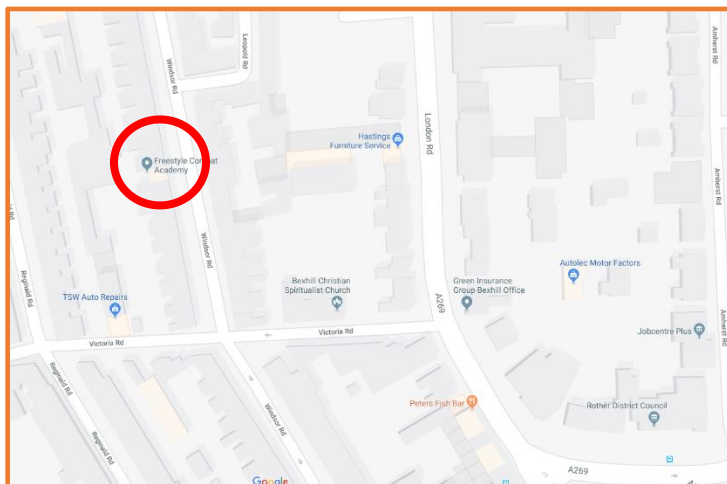 Windsor Rd
Leopold Rd
London Rd
Amherst Rd
Hastings
Furniture Service
Freestyle Combat
Academy
Amherst Rd
Windsor Rd
Autolec Motor Factors
Bexhill Christian
Spiritualist Church
Green Insurance
Group Bexhill Office
Reginald Rd
TSW Auto Repairs
A269
Amherst Rd
Jobcentre Plus
Victoria Rd
Victoria Rd
Reginald Rd
Windsor Rd
Peters Fish Bar
Rother District Council
Reginald Rd
A269
Google